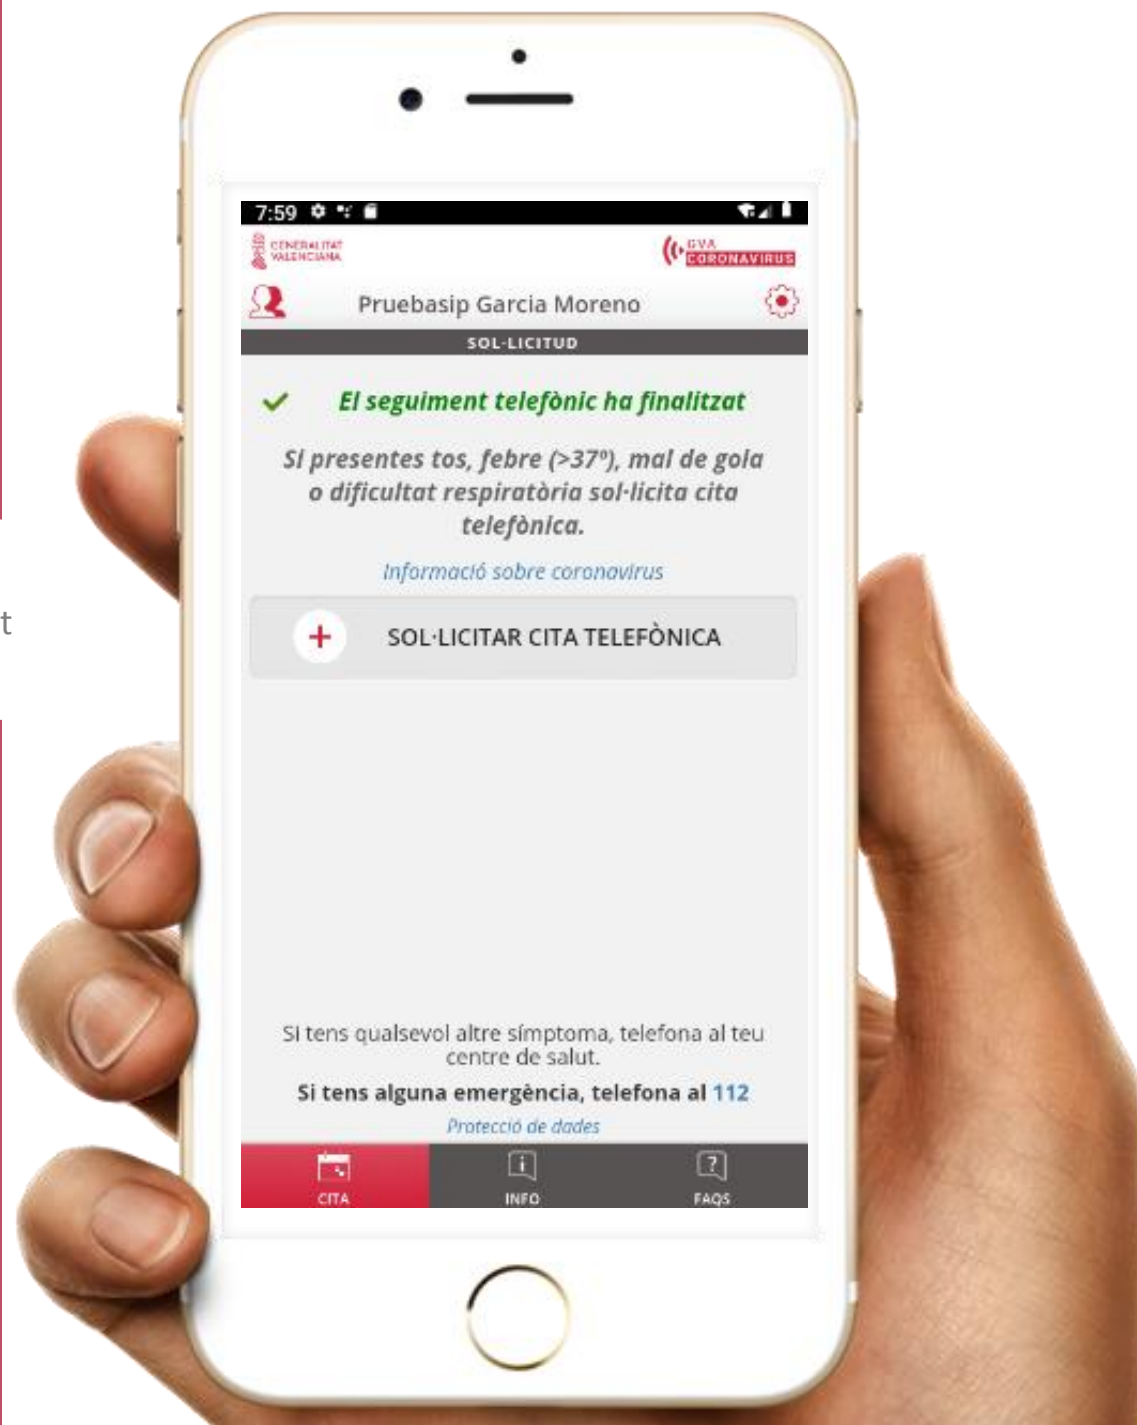 7:59
GENERALITAT
VALENCIANA
GVA
CORONAVIRUS
Pruebasip Garcia Moreno
SOL·LICITUD
El seguiment telefònic ha finalitzat
Si presentes tos, febre (>37º), mal de gola
o dificultat respiratòria sol·licita cita
telefònica.
Informació sobre coronavirus
t
+ SOL·LICITAR CITA TELEFÒNICA
Si tens qualsevol altre símptoma, telefona al teu
centre de salut.
Si tens alguna emergència, telefona al 112
Protecció de dades
CITA
INFO
FAQS